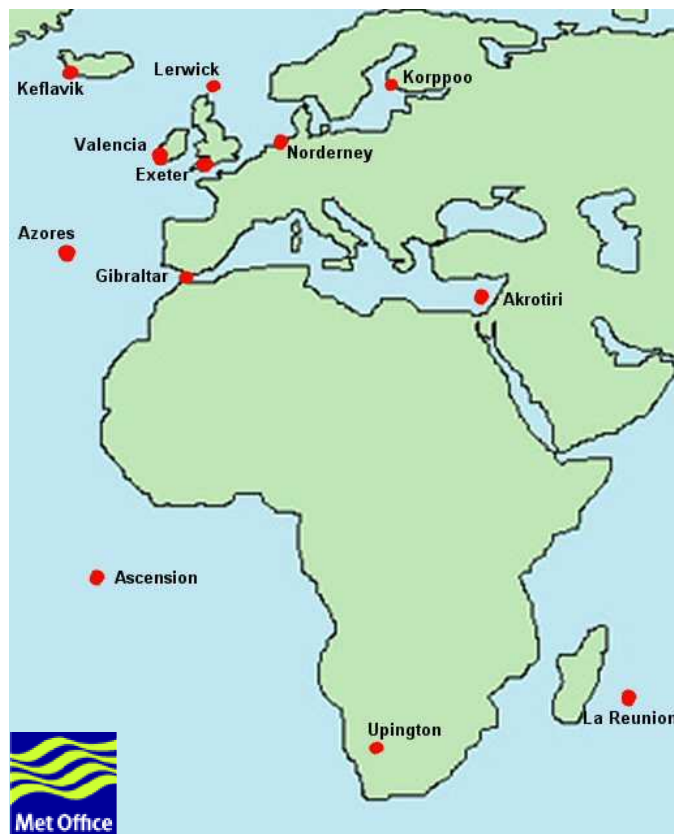 Lerwick
Korppoo
Keflavik
Valencia
Norderney
Exeter
Azores
Gibraltar
Akrotiri
Ascension
La Reunion
Upington
Met Office